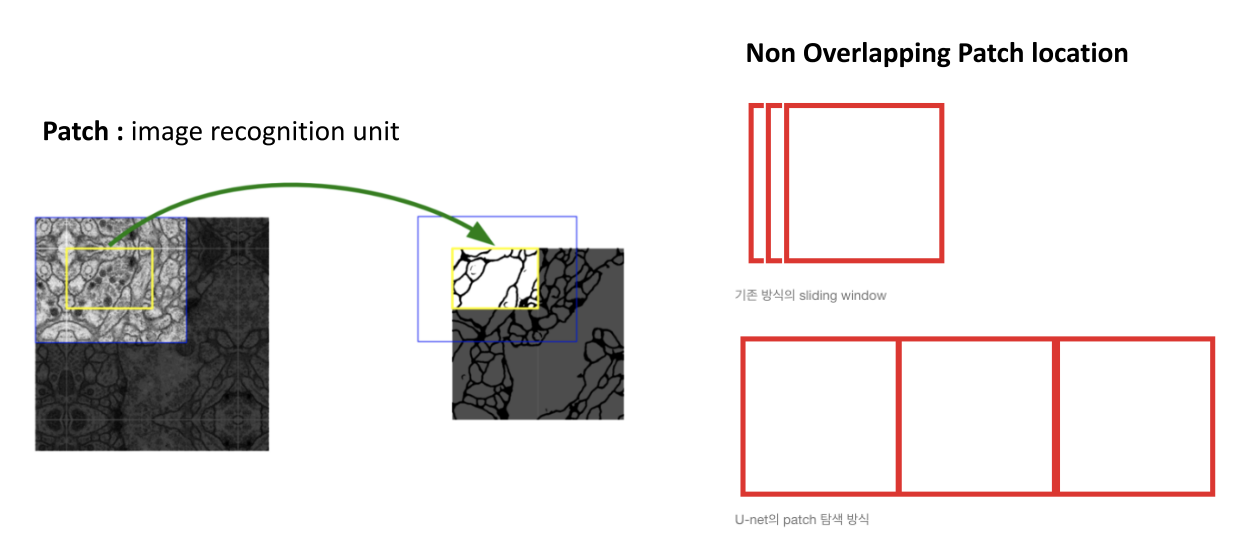 Patch : image recognition unit
Non Overlapping Patch location
기존 방식의 sliding window
U-net의 patch 탐색 방식